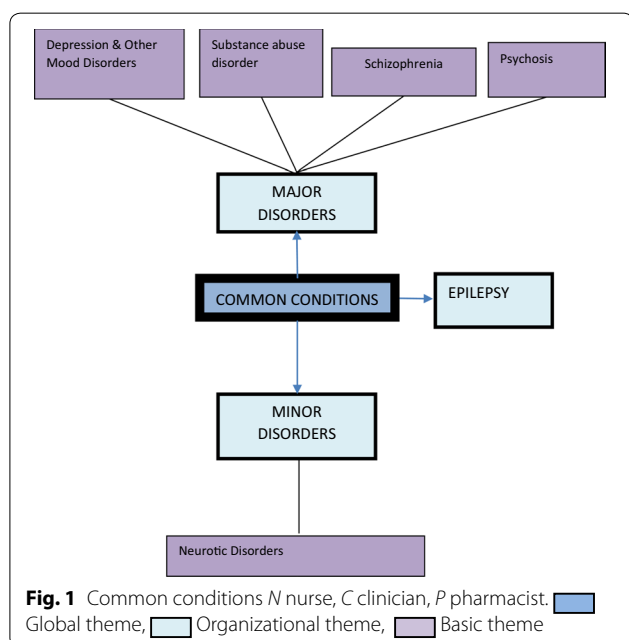 Depression & Other
Mood Disorders
Substance abuse
disorder
Schizophrenia
Psychosis
MAJOR
DISORDERS
COMMON CONDITIONS
EPILEPSY
MINOR
DISORDERS
Neurotic Disorders
Fig. 1 Common conditions N nurse, C clinician, P pharmacist.
Global theme, Organizational theme, Basic theme